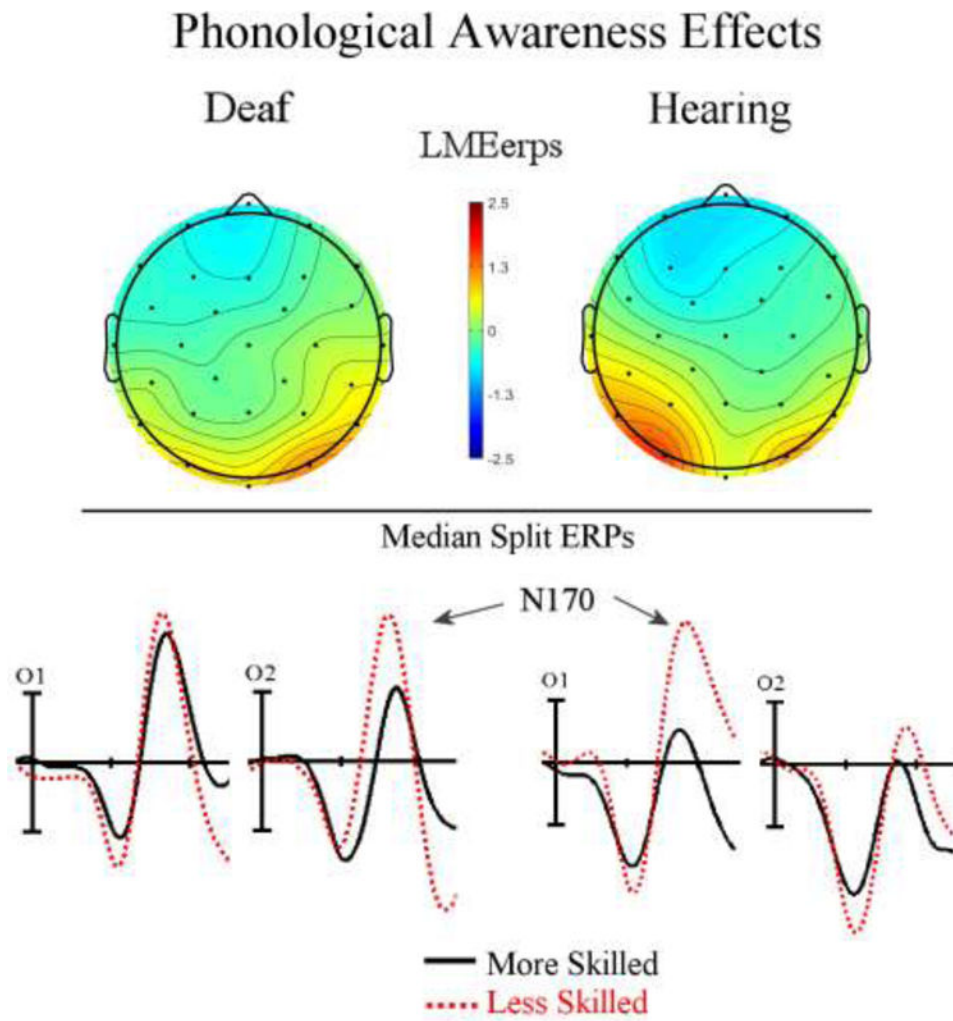 Phonological Awareness Effects
Deaf
Hearing
LMEerps
2.5
1.3
0
-1.3
-2.5
Median Split ERPs
N170
O1
O2
O1
O2
More Skilled
Less Skilled